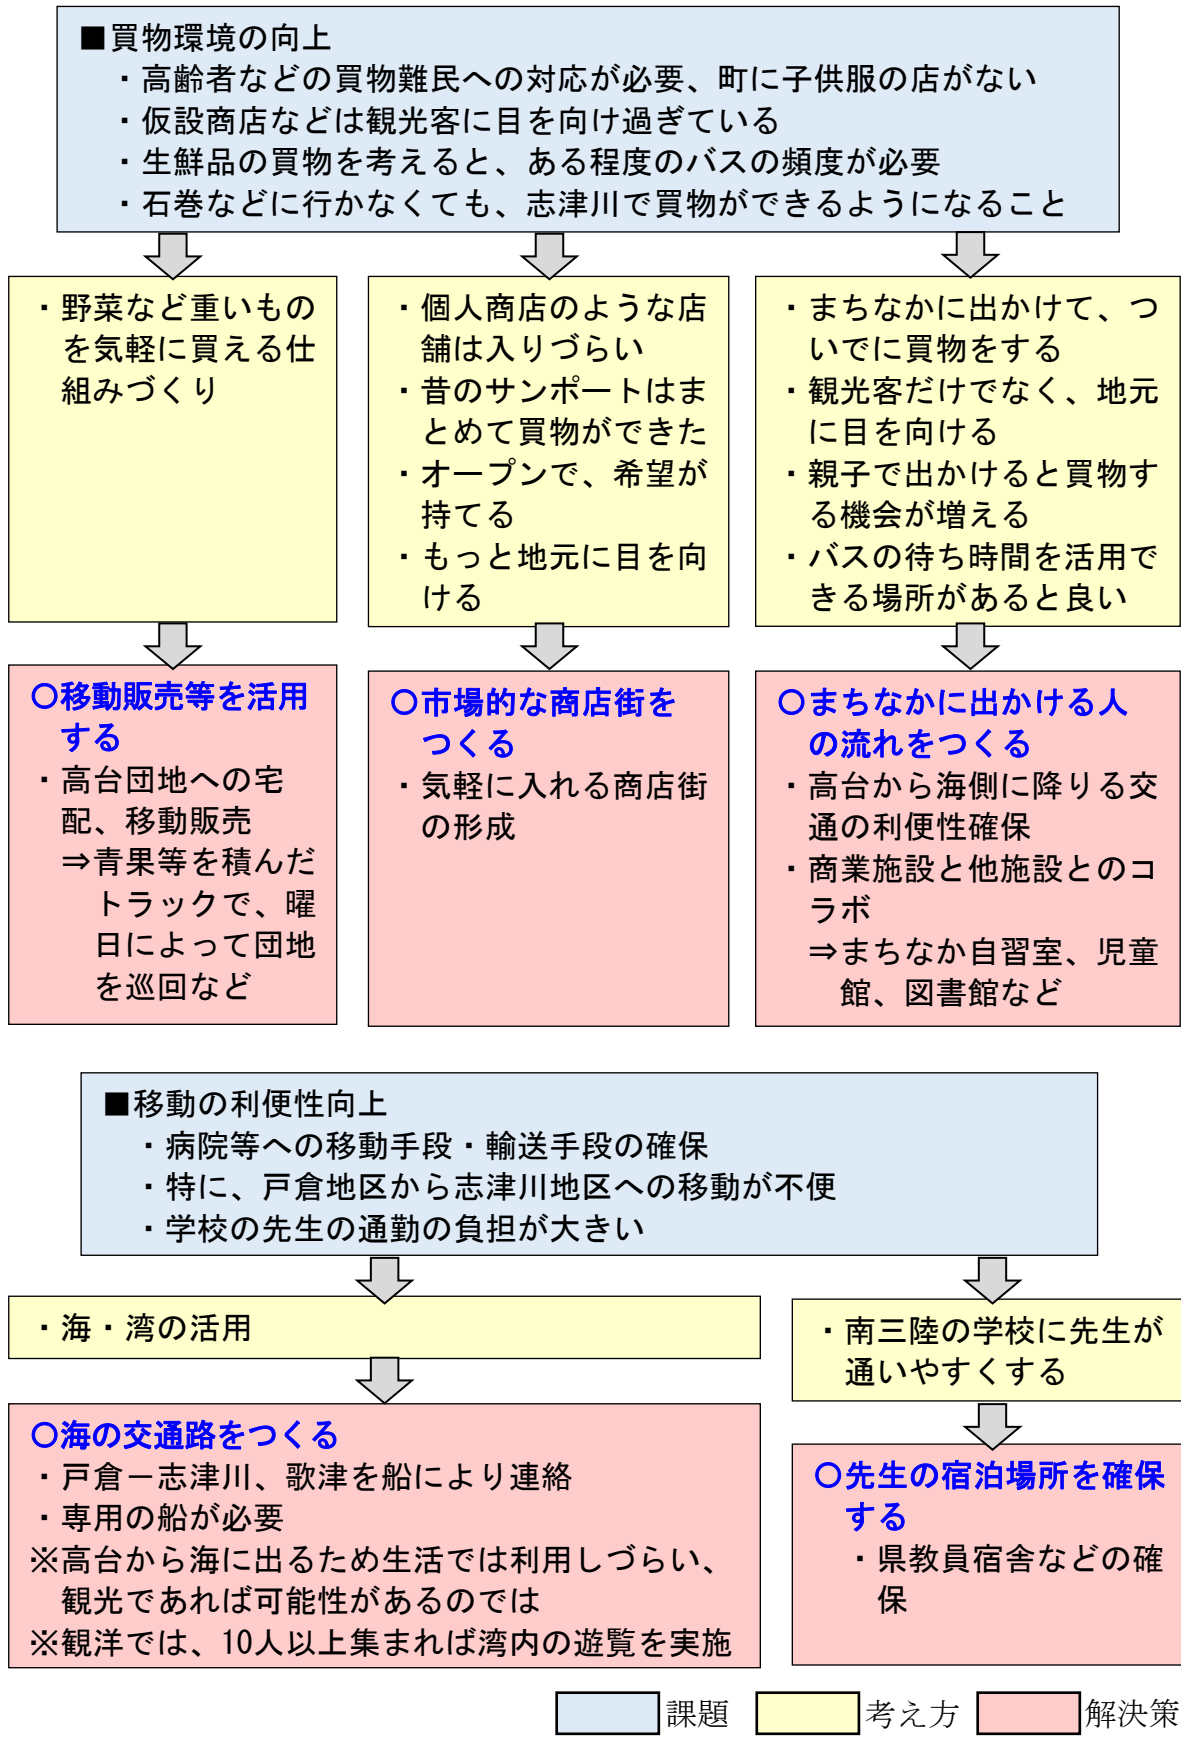 ■買物環境の向上
・高齢者などの買物難民への対応が必要、町に子供服の店がない
・仮設商店などは観光客に目を向け過ぎている
・生鮮品の買物を考えると、ある程度のバスの頻度が必要
・石巻などに行かなくても、志津川で買物ができるようになること
・野菜など重いもの
を気軽に買える仕
組みづくり
・個人商店のような店
舗は入りづらい
・昔のサンポートはま
とめて買物ができた
・オープンで、希望が
持てる
・もっと地元に目を向
ける
・まちなかに出かけて、つ
いでに買物をする
・観光客だけでなく、地元
に目を向ける
・親子で出かけると買物す
る機会が増える
・バスの待ち時間を活用で
きる場所があると良い
○移動販売等を活用
する
・高台団地への宅
配、移動販売
⇒青果等を積んだ
トラックで、曜
日によって団地
を巡回など
○市場的な商店街を
つくる
・気軽に入れる商店街
の形成
○まちなかに出かける人
の流れをつくる
・高台から海側に降りる交
通の利便性確保
・商業施設と他施設とのコ
ラボ
⇒まちなか自習室、児童
館、図書館など
■移動の利便性向上
・病院等への移動手段・輸送手段の確保
・特に、戸倉地区から志津川地区への移動が不便
・学校の先生の通勤の負担が大きい
・海・湾の活用
・南三陸の学校に先生が
通いやすくする
○海の交通路をつくる
・戸倉－志津川、歌津を船により連絡
・専用の船が必要
※高台から海に出るため生活では利用しづらい、
観光であれば可能性があるのでは
※観洋では、10人以上集まれば湾内の遊覧を実施
○先生の宿泊場所を確保
する
・県教員宿舎などの確
保
課題
考え方
解決策